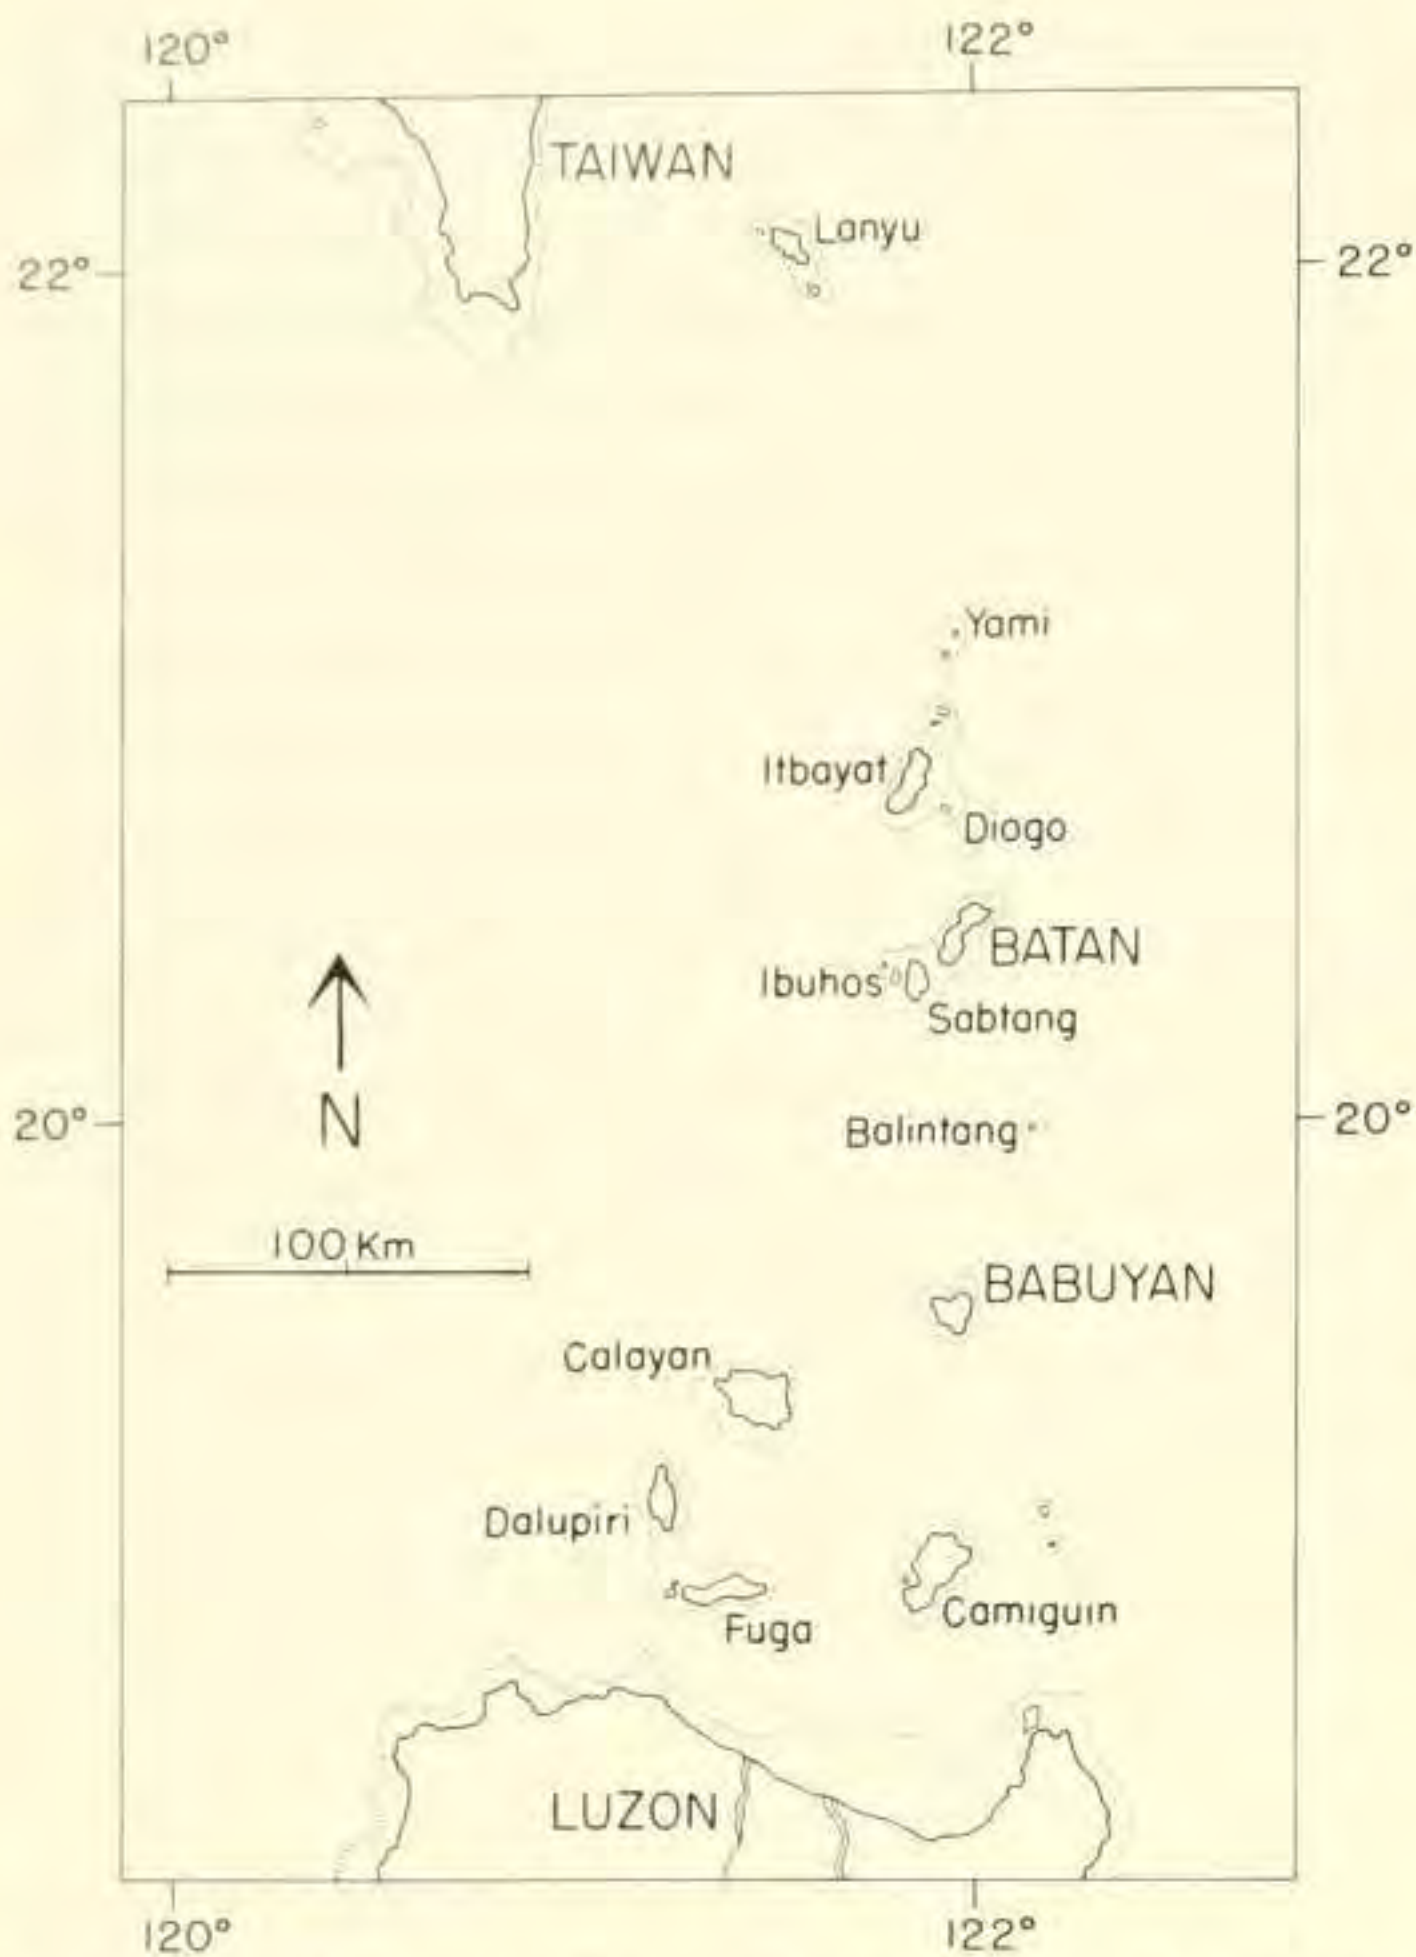 120°
122°
TAIWAN
Lanyu
22°
22°
Yami
Itbayat
Diogo
BATAN
Ibuhos
Sabtang
N
20°
Balintang
20°
100 Km
BABUYAN
Calayan
Dalupiri
Camiguin
Fuga
LUZON
120°
122°